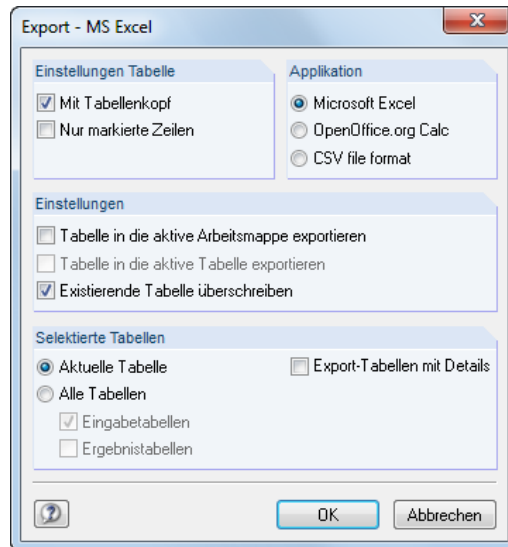 Export - MS Excel
Einstellungen Tabelle
Mit Tabellenkopf
Nur markierte Zeilen
Applikation
Microsoft Excel
OpenOffice.org Calc
CSV file format
Einstellungen
Tabelle in die aktive Arbeitsmappe exportieren
Tabelle in die aktive Tabelle exportieren
Existierende Tabelle überschreiben
Selektierte Tabellen
Aktuelle Tabelle
Export-Tabellen mit Details
Alle Tabellen
Eingabetabellen
Ergebnistabellen
OK
Abbrechen